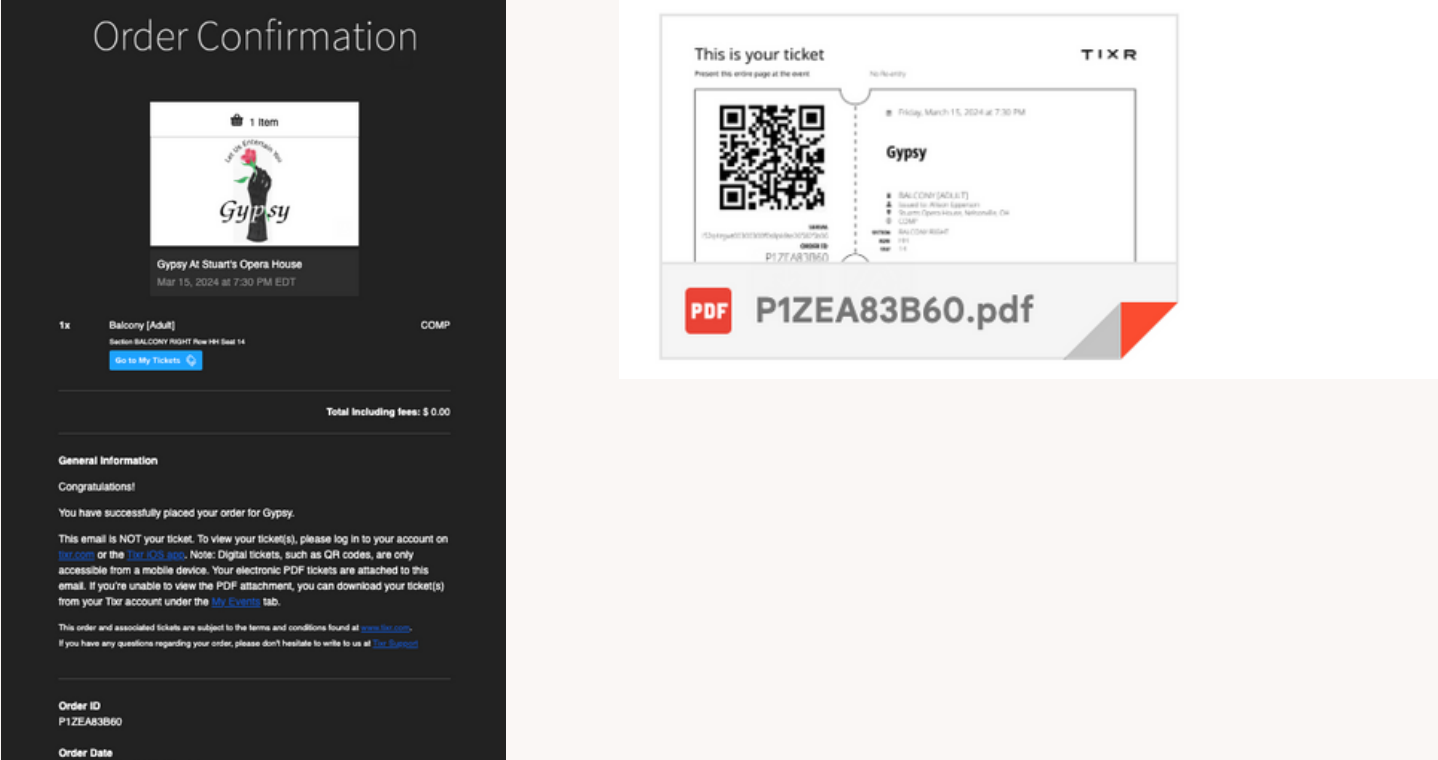 Order Confirmation
1 Item
Let Us Entertain You
Gypsy
Gypsy At Stuart's Opera House
Mar 15, 2024 at 7:30 PM EDT
1x Balcony [Adult] COMP
Section BALCONY RIGHT Row HH Seat 14
Go to My Tickets
Total including fees: $ 0.00
General Information
Congratulations!
You have successfully placed your order for Gypsy.
This email is NOT your ticket. To view your ticket(s), please log in to your account on
tixr.com or the Tixr iOS app. Note: Digital tickets, such as QR codes, are only
accessible from a mobile device. Your electronic PDF tickets are attached to this
email. If you're unable to view the PDF attachment, you can download your ticket(s)
from your Tixr account under the My Events tab.
This order and associated tickets are subject to the terms and conditions found at www.tixr.com.
If you have any questions regarding your order, please don't hesitate to write to us at Tixr Support
Order ID
P1ZEA83B60
Order Date
This is your ticket
TIXR
Present this entire page at the event
No Re-entry
Friday, March 15, 2024 at 7:30 PM
Gypsy
BALCONY [ADULT]
Issued to: Alison Epperson
Stuarts Opera House, Nelsonville, OH
COMP
SECTION BALCONY RIGHT
ROW HH
SEAT 14
SERIAL
ORDER ID
P1ZEA83B60
PDF P1ZEA83B60.pdf